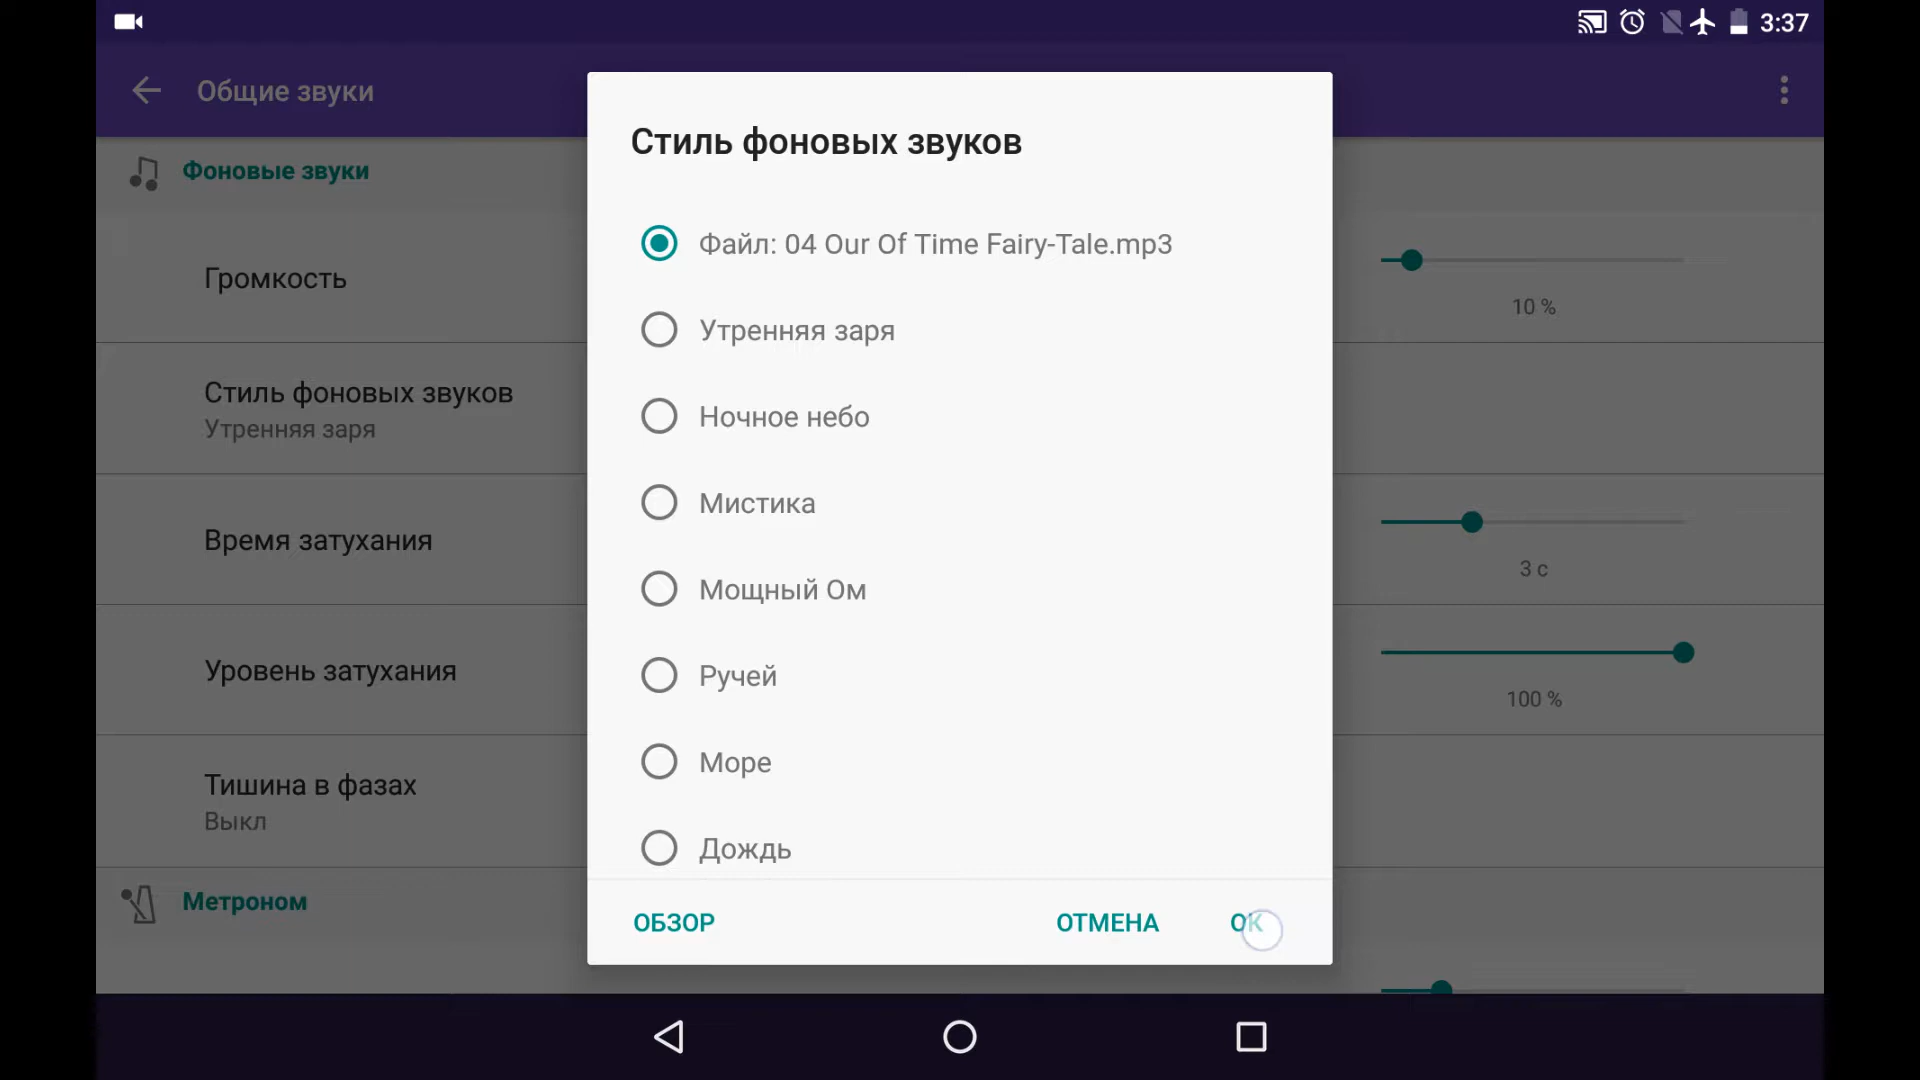 3:37
Общие звуки
Фоновые звуки
Громкость
10 %
Стиль фоновых звуков
Утренняя заря
Время затухания
3 с
Уровень затухания
100 %
Тишина в фазах
Выкл
Метроном
Стиль фоновых звуков
Файл: 04 Our Of Time Fairy-Tale.mp3
Утренняя заря
Ночное небо
Мистика
Мощный Ом
Ручей
Море
Дождь
ОБЗОР
ОТМЕНА
ОК